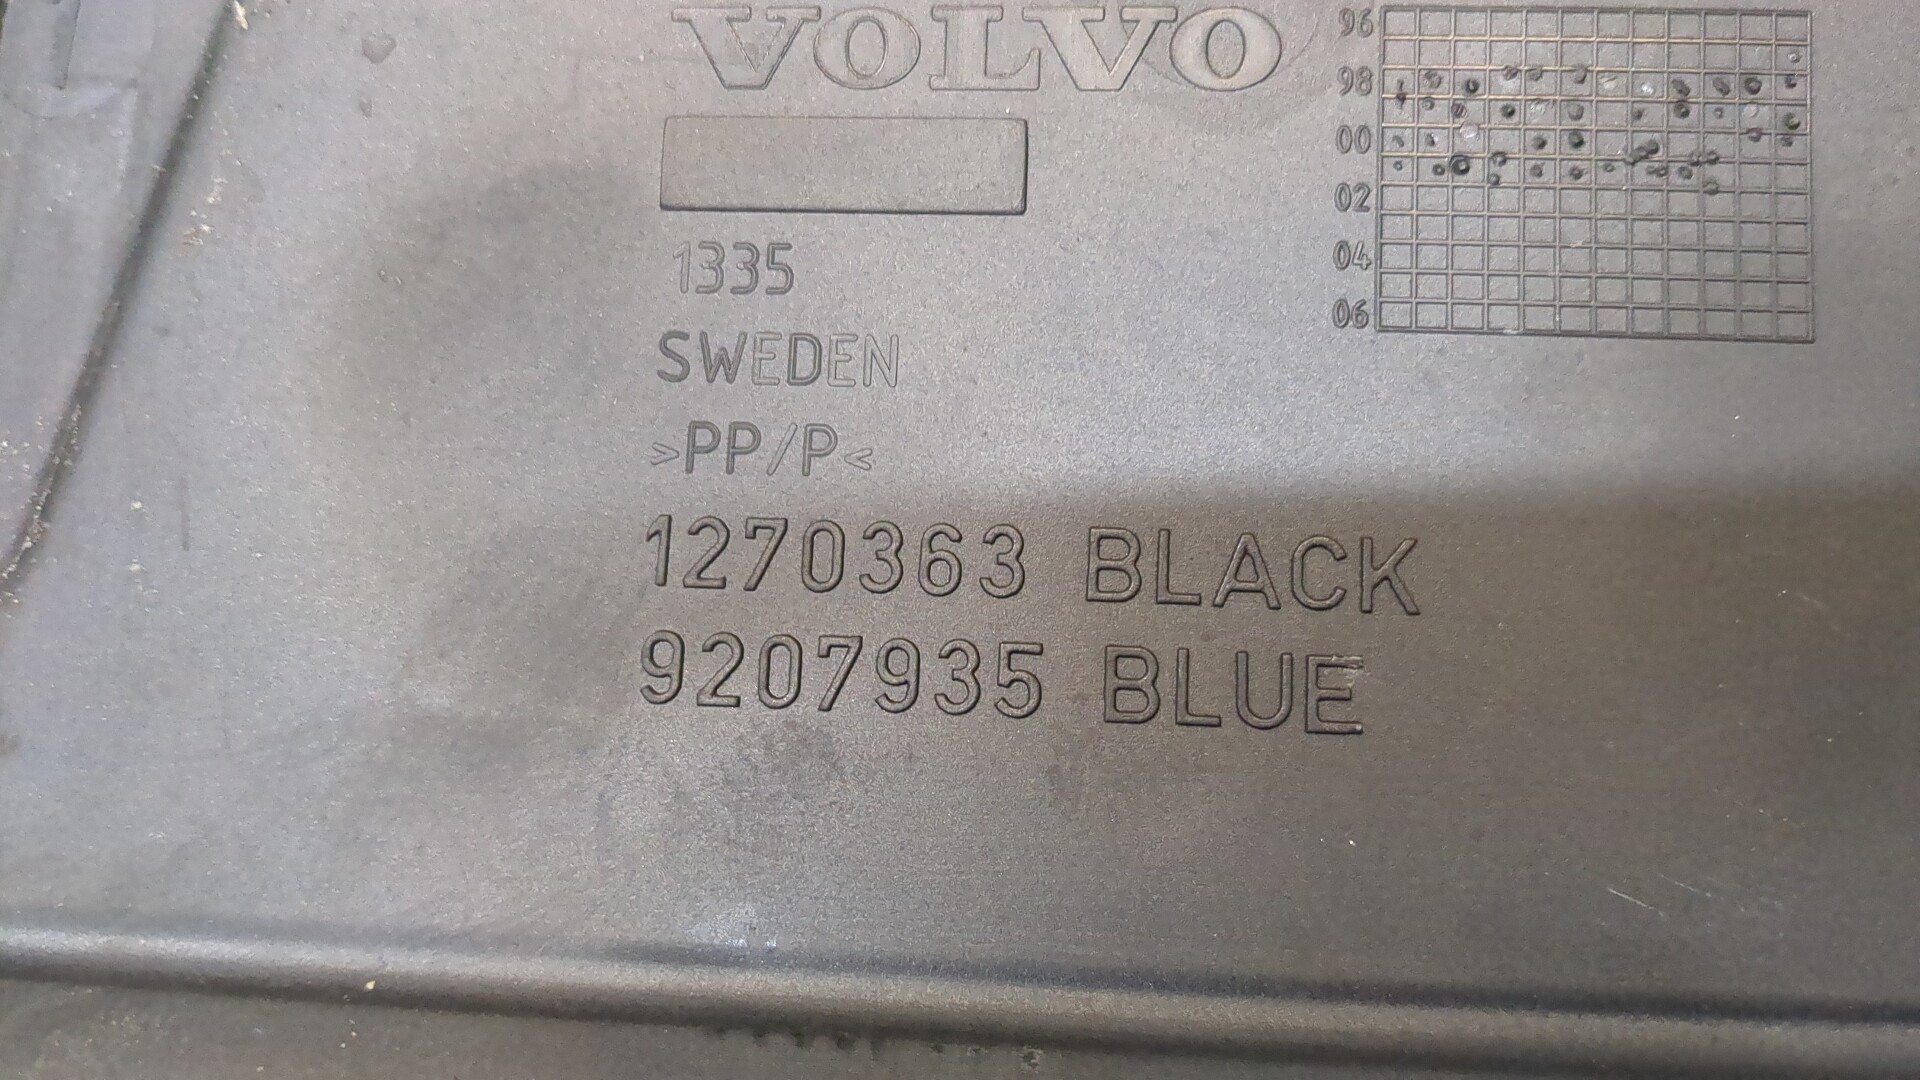 VOLVO
96
98
00
02
04
06
1335
SWEDEN
>PP/P<
1270363 BLACK
9207935 BLUE